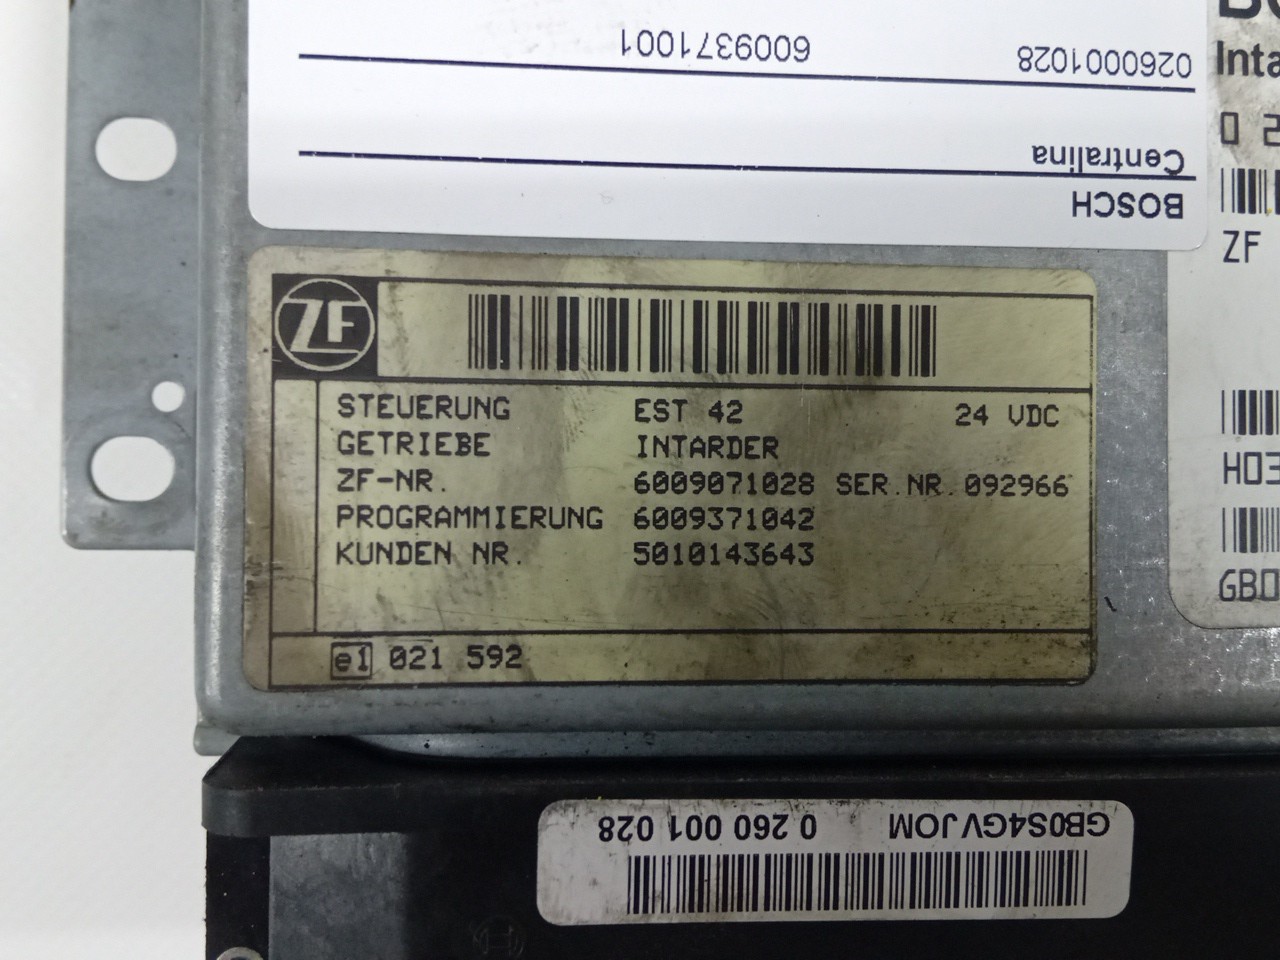 6009371001
0260001028
Centralina
BOSCH
Inta
0 2
ZF
ZF
STEUERUNG EST 42 24 VDC
GETRIEBE INTARDER
ZF-NR. 6009071028 SER.NR.092966
PROGRAMMIERUNG 6009371042
KUNDEN NR. 5010143643
e1 021 592
GB0S4GVJOM 0 260 001 028